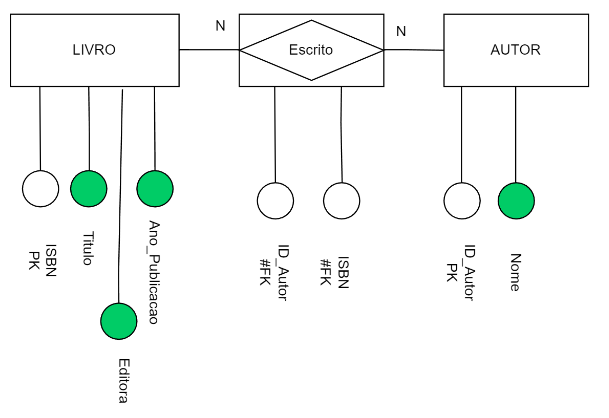 N
N
LIVRO
Escrito
AUTOR
ISBN
PK
Titulo
Ano_Publicacao
Editora
ID_Autor
#FK
ISBN
#FK
ID_Autor
PK
Nome